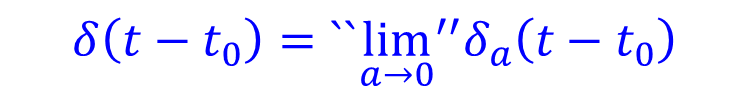 δ(t − t₀) = ``lim″δₐ(t − t₀)
a→0